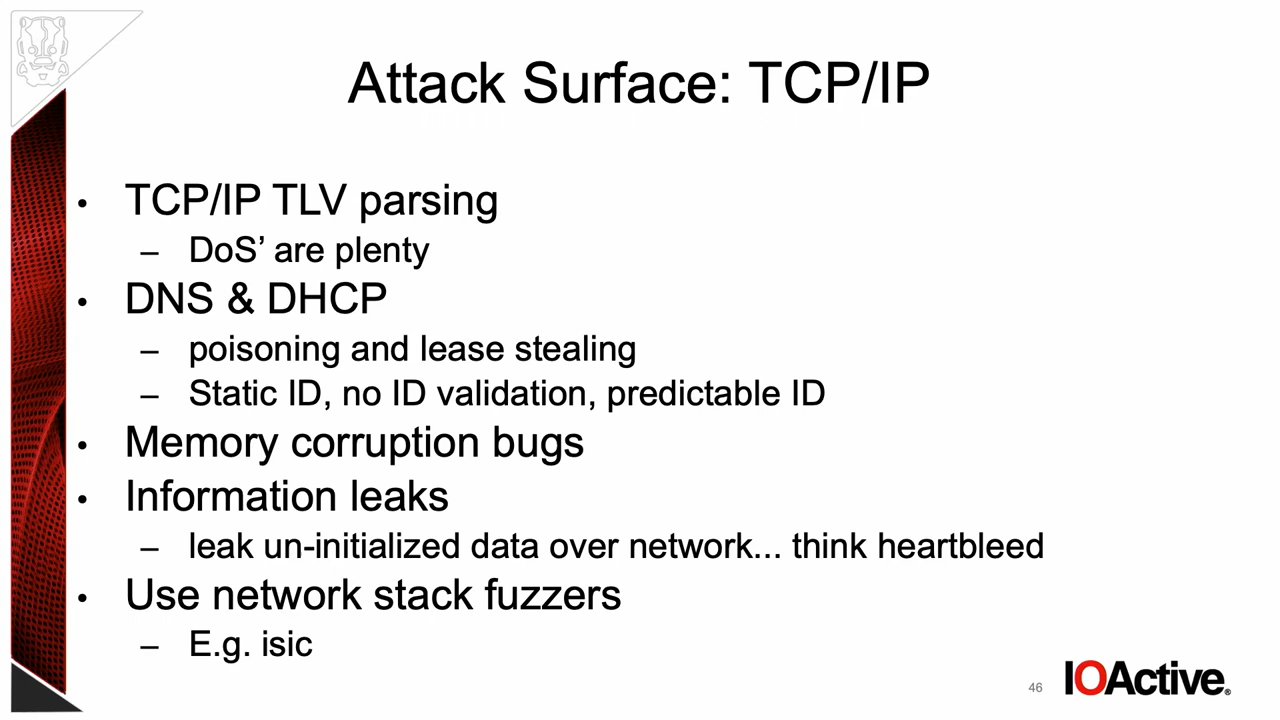 Attack Surface: TCP/IP
• TCP/IP TLV parsing
– DoS’ are plenty
• DNS & DHCP
– poisoning and lease stealing
– Static ID, no ID validation, predictable ID
• Memory corruption bugs
• Information leaks
– leak un-initialized data over network... think heartbleed
• Use network stack fuzzers
– E.g. isic
46
IOActive®